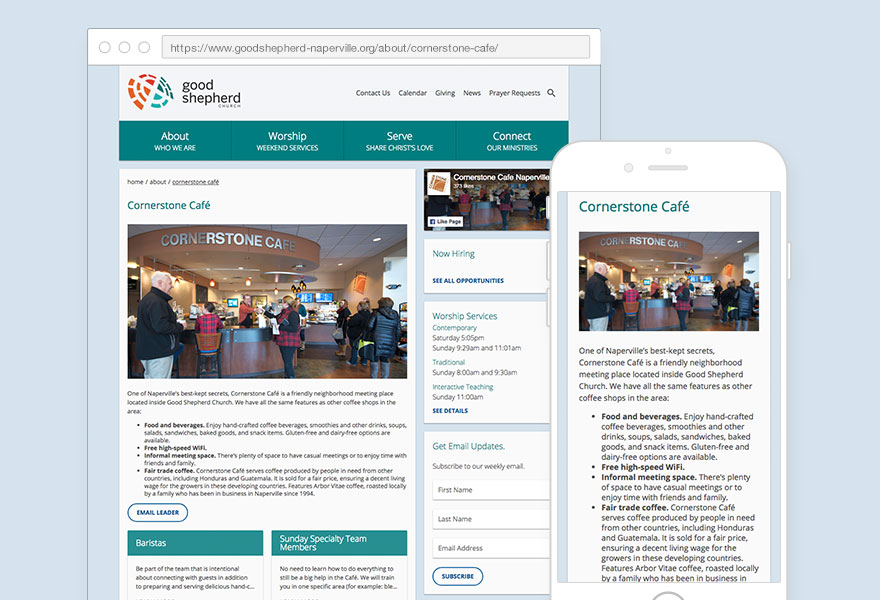 https://www.goodshepherd-naperville.org/about/cornerstone-cafe/
good
shepherd
CHURCH
Contact Us Calendar Giving News Prayer Requests
About Worship Serve Connect
WHO WE ARE WEEKEND SERVICES SHARE CHRIST'S LOVE OUR MINISTRIES
home / about / cornerstone café
Cornerstone Café
CORNERSTONE CAFE
One of Naperville's best-kept secrets, Cornerstone Café is a friendly neighborhood meeting place
located inside Good Shepherd Church. We have all the same features as other coffee shops in the
area:
• Food and beverages. Enjoy hand-crafted coffee beverages, smoothies and other drinks, soups,
salads, sandwiches, baked goods, and snack items. Gluten-free and dairy-free options are
available.
• Free high-speed WiFi.
• Informal meeting space. There's plenty of space to have casual meetings or to enjoy time with
friends and family.
• Fair trade coffee. Cornerstone Café serves coffee produced by people in need from other
countries, including Honduras and Guatemala. It is sold for a fair price, ensuring a decent living
wage for the growers in these developing countries. Features Arbor Vitae coffee, roasted locally
by a family who has been in business in Naperville since 1994.
EMAIL LEADER
Baristas
Be part of the team that is intentional
about connecting with guests in addition
to preparing and serving delicious hand-c...
Sunday Specialty Team
Members
No need to learn how to do everything to
still be a big help in the Café. We will train
you in one specific area (for example: ble...
Cornerstone Cafe Naperville
373 likes
Like Page
Now Hiring
SEE ALL OPPORTUNITIES
Worship Services
Contemporary
Saturday 5:05pm
Sunday 9:29am and 11:01am
Traditional
Sunday 8:00am and 9:30am
Interactive Teaching
Sunday 11:00am
SEE DETAILS
Get Email Updates.
Subscribe to our weekly email.
First Name
Last Name
Email Address
SUBSCRIBE
Cornerstone Café
CORNERSTONE CAFE
One of Naperville's best-kept secrets,
Cornerstone Café is a friendly neighborhood
meeting place located inside Good Shepherd
Church. We have all the same features as other
coffee shops in the area:
• Food and beverages. Enjoy hand-crafted
coffee beverages, smoothies and other
drinks, soups, salads, sandwiches, baked
goods, and snack items. Gluten-free and
dairy-free options are available.
• Free high-speed WiFi.
• Informal meeting space. There's plenty
of space to have casual meetings or to
enjoy time with friends and family.
• Fair trade coffee. Cornerstone Café
serves coffee produced by people in need
from other countries, including Honduras
and Guatemala. It is sold for a fair price,
ensuring a decent living wage for the
growers in these developing countries.
Features Arbor Vitae coffee, roasted locally
by a family who has been in business in